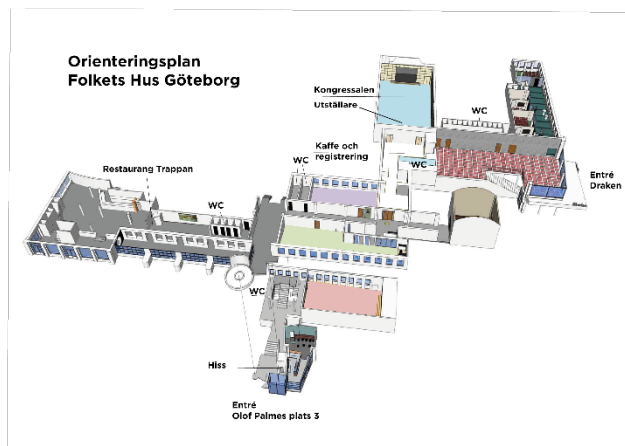 Orienteringsplan
Folkets Hus Göteborg
Kongressalen
Utställare
WC
Kaffe och
registrering
WC
WC
Entré
Draken
Restaurang Trappan
WC
WC
Hiss
Entré
Olof Palmes plats 3